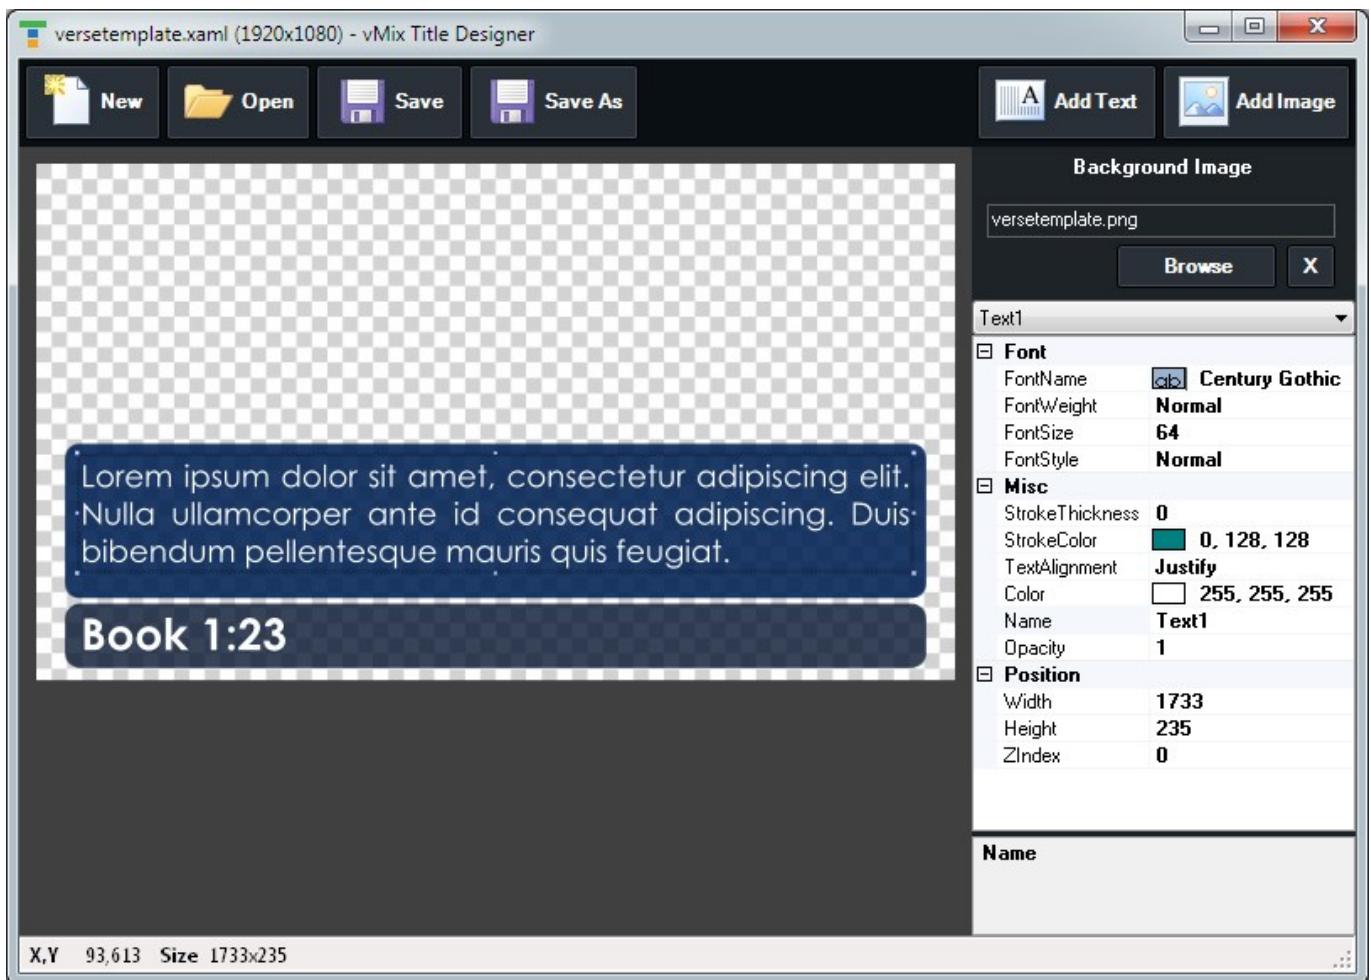 versetemplate.xaml (1920x1080) - vMix Title Designer
New Open Save Save As Add Text Add Image
Background Image
versetemplate.png
Browse X
Text1
Font
FontName ab Century Gothic
FontWeight Normal
FontSize 64
FontStyle Normal
Misc
StrokeThickness 0
StrokeColor 0, 128, 128
TextAlignment Justify
Color 255, 255, 255
Name Text1
Opacity 1
Position
Width 1733
Height 235
ZIndex 0
Name
Lorem ipsum dolor sit amet, consectetur adipiscing elit.
Nulla ullamcorper ante id consequat adipiscing. Duis
bibendum pellentesque mauris quis feugiat.
Book 1:23
X,Y 93,613 Size 1733x235